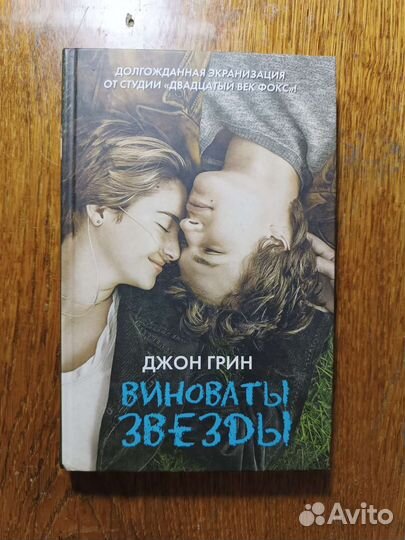 ДОЛГОЖДАННАЯ ЭКРАНИЗАЦИЯ
ОТ СТУДИИ «ДВАДЦАТЫЙ ВЕК ФОКС»!
ДЖОН ГРИН
ВИНОВАТЫ
ЗВЕЗДЫ
Avito